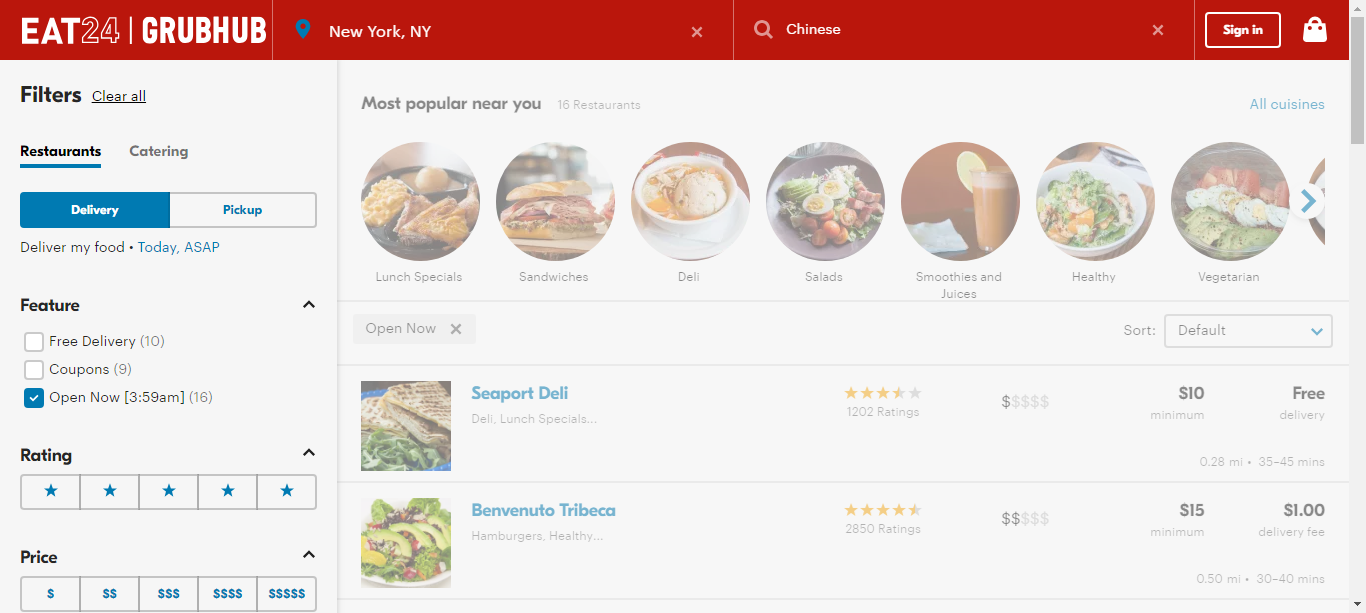 EAT24 | GRUBHUB
New York, NY
Chinese
Sign in
Filters Clear all
Restaurants Catering
Delivery Pickup
Deliver my food • Today, ASAP
Feature
Free Delivery (10)
Coupons (9)
Open Now [3:59am] (16)
Rating
Price
$ $$ $$$ $$$$ $$$$$
Most popular near you 16 Restaurants All cuisines
Lunch Specials
Sandwiches
Deli
Salads
Smoothies and
Juices
Healthy
Vegetarian
Open Now
Sort: Default
Seaport Deli
Deli, Lunch Specials...
1202 Ratings
$$$$$
$10
minimum
Free
delivery
0.28 mi • 35–45 mins
Benvenuto Tribeca
Hamburgers, Healthy...
2850 Ratings
$$$$$
$15
minimum
$1.00
delivery fee
0.50 mi • 30–40 mins